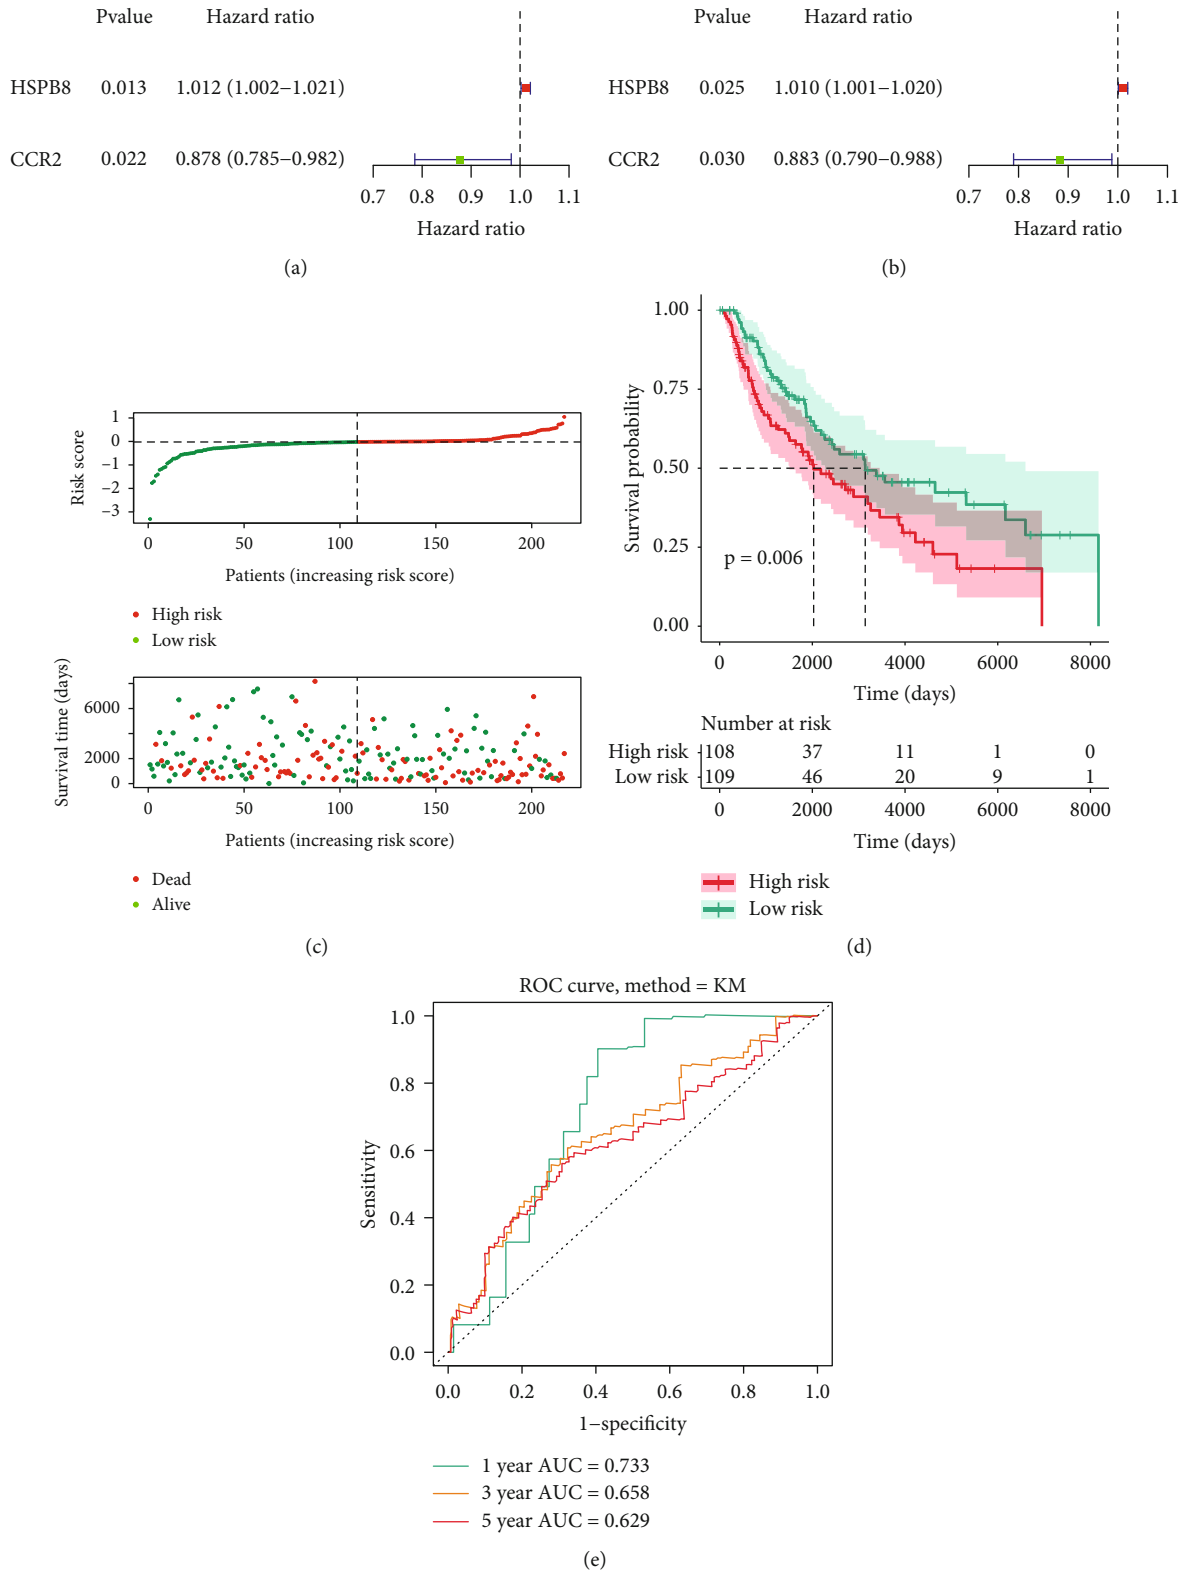 Pvalue Hazard ratio
HSPB8 0.013 1.012 (1.002−1.021)
CCR2 0.022 0.878 (0.785−0.982)
0.7 0.8 0.9 1.0 1.1
Hazard ratio
(a)
Pvalue Hazard ratio
HSPB8 0.025 1.010 (1.001−1.020)
CCR2 0.030 0.883 (0.790−0.988)
0.7 0.8 0.9 1.0 1.1
Hazard ratio
(b)
Risk score
1
0
−1
−2
−3
0 50 100 150 200
Patients (increasing risk score)
High risk
Low risk
Survival time (days)
6000
2000
0
0 50 100 150 200
Patients (increasing risk score)
Dead
Alive
(c)
Survival probability
1.00
0.75
0.50
0.25
0.00
p = 0.006
0 2000 4000 6000 8000
Time (days)
Number at risk
High risk 108 37 11 1 0
Low risk 109 46 20 9 1
0 2000 4000 6000 8000
Time (days)
High risk
Low risk
(d)
ROC curve, method = KM
Sensitivity
1.0
0.8
0.6
0.4
0.2
0.0
0.0 0.2 0.4 0.6 0.8 1.0
1−specificity
1 year AUC = 0.733
3 year AUC = 0.658
5 year AUC = 0.629
(e)